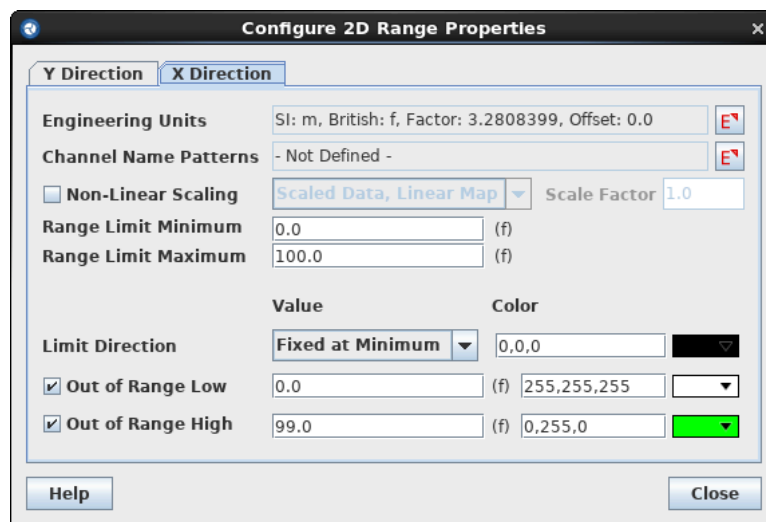 Configure 2D Range Properties
Y Direction X Direction
Engineering Units SI: m, British: f, Factor: 3.2808399, Offset: 0.0 E
Channel Name Patterns - Not Defined - E
Non-Linear Scaling Scaled Data, Linear Map Scale Factor 1.0
Range Limit Minimum 0.0 (f)
Range Limit Maximum 100.0 (f)
Value Color
Limit Direction Fixed at Minimum 0,0,0
Out of Range Low 0.0 (f) 255,255,255
Out of Range High 99.0 (f) 0,255,0
Help Close